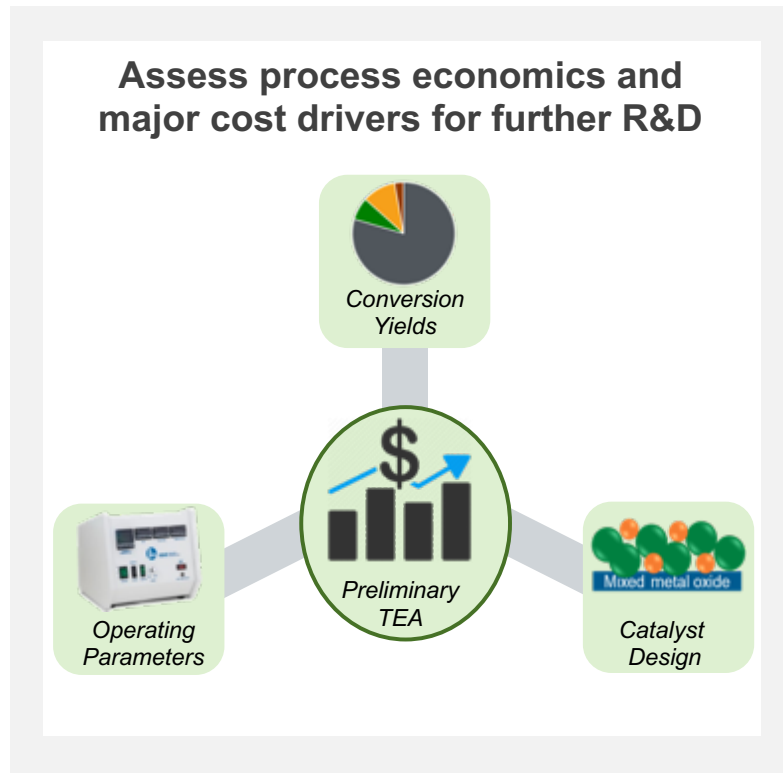 Assess process economics and
major cost drivers for further R&D
Conversion
Yields
$
Preliminary
TEA
Operating
Parameters
Mixed metal oxide
Catalyst
Design